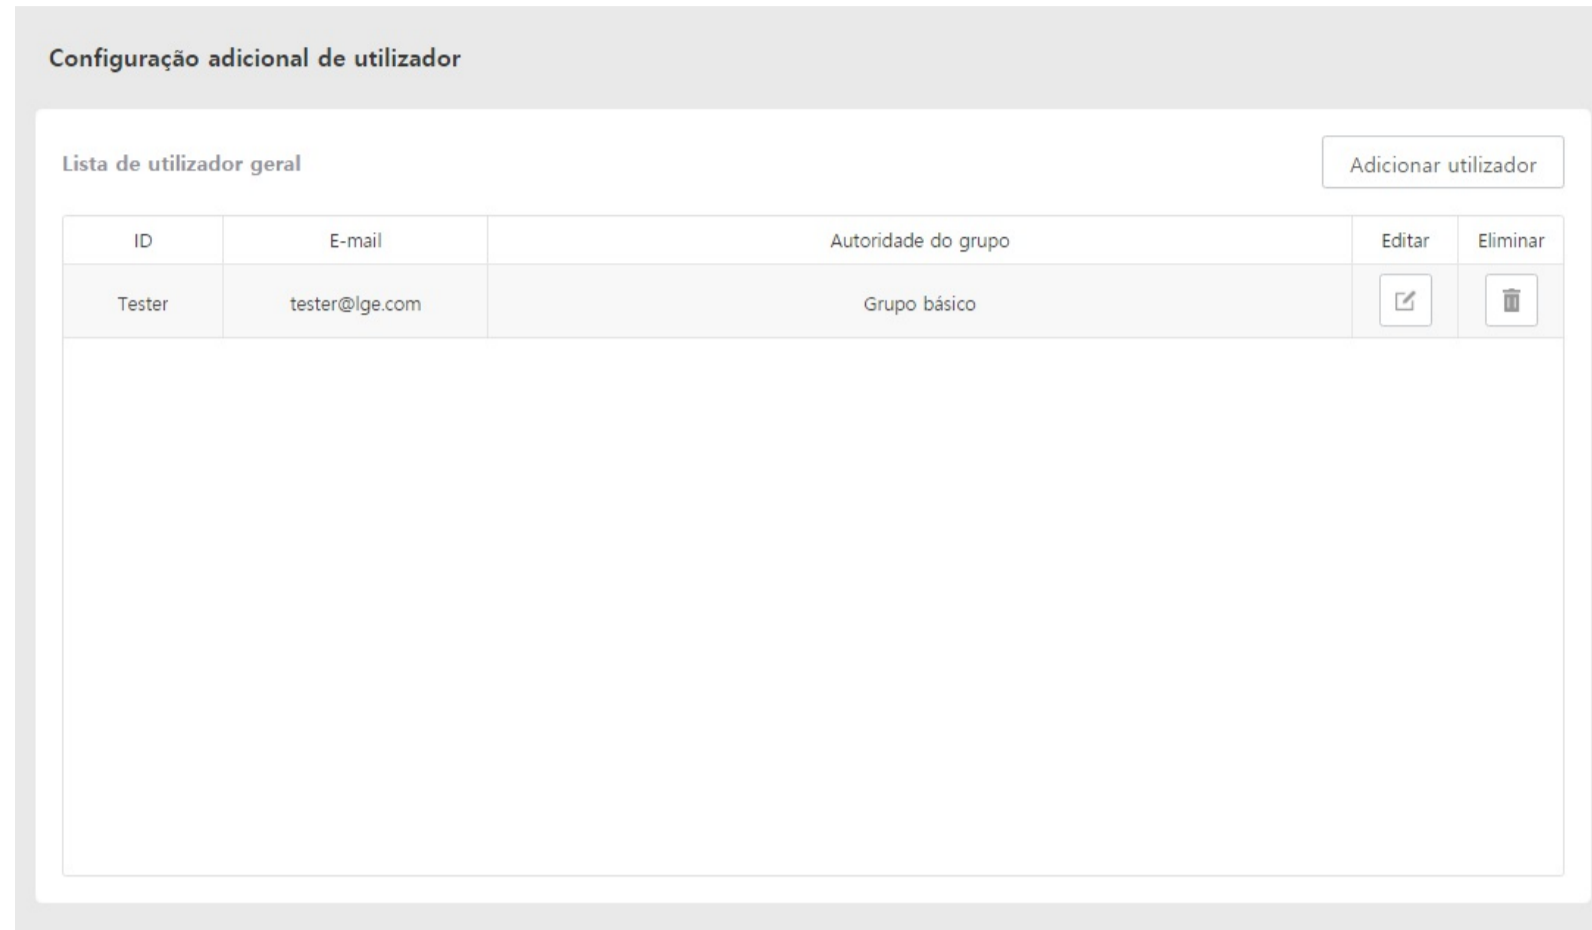 Configuração adicional de utilizador
Lista de utilizador geral
Adicionar utilizador
ID E-mail Autoridade do grupo Editar Eliminar
Tester tester@lge.com Grupo básico